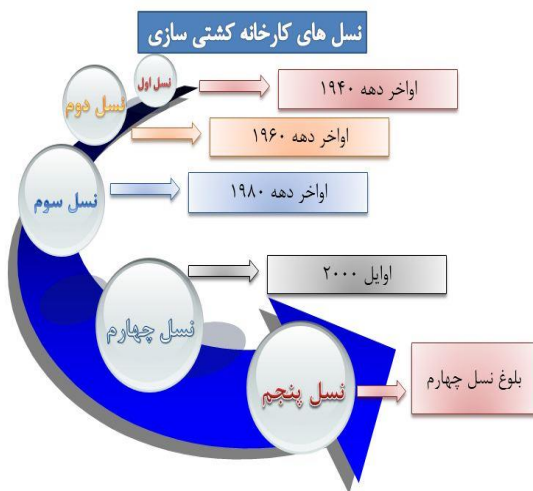 نسل های کارخانه کشتی سازی
نسل اول
اواخر دهه ۱۹۴۰
نسل دوم
اواخر دهه ۱۹۶۰
نسل سوم
اواخر دهه ۱۹۸۰
نسل چهارم
اوایل ۲۰۰۰
نسل پنجم
بلوغ نسل چهارم